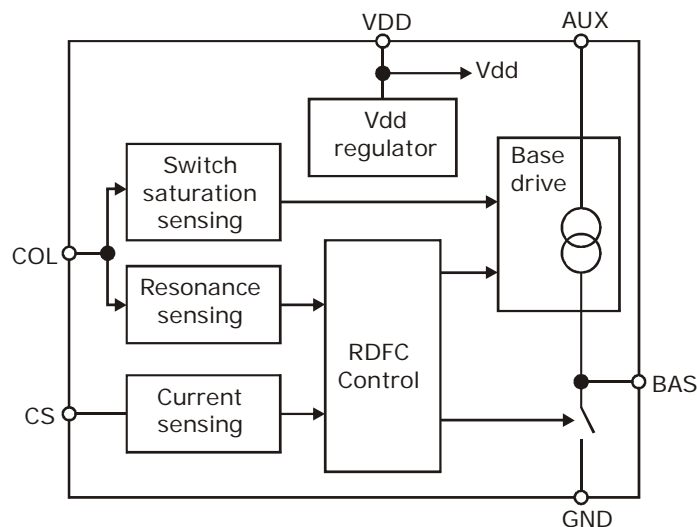 VDD
AUX
Vdd
Vdd
regulator
Base
drive
Switch
saturation
sensing
COL
Resonance
sensing
RDFC
Control
BAS
CS
Current
sensing
GND